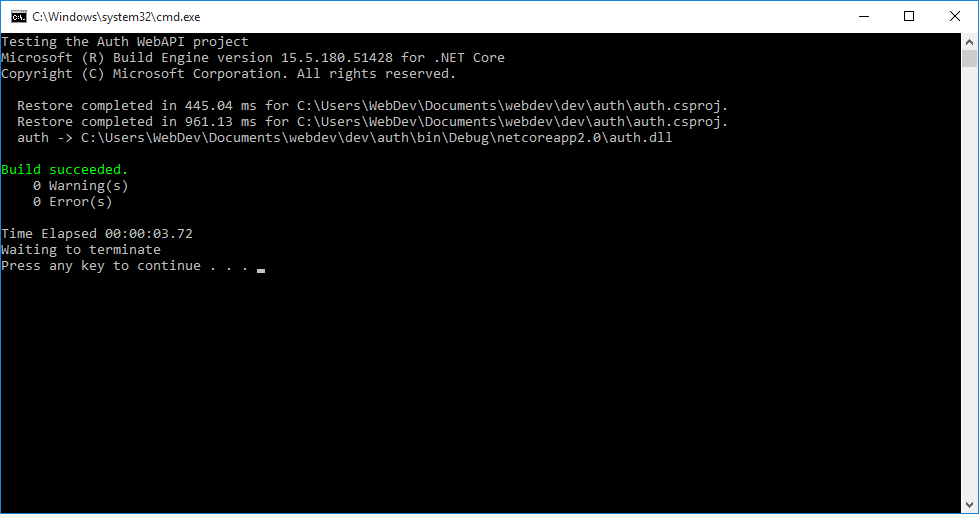 C:\Windows\system32\cmd.exe
Testing the Auth WebAPI project
Microsoft (R) Build Engine version 15.5.180.51428 for .NET Core
Copyright (C) Microsoft Corporation. All rights reserved.
Restore completed in 445.04 ms for C:\Users\WebDev\Documents\webdev\dev\auth\auth.csproj.
Restore completed in 961.13 ms for C:\Users\WebDev\Documents\webdev\dev\auth\auth.csproj.
auth -> C:\Users\WebDev\Documents\webdev\dev\auth\bin\Debug\netcoreapp2.0\auth.dll
Build succeeded.
0 Warning(s)
0 Error(s)
Time Elapsed 00:00:03.72
Waiting to terminate
Press any key to continue . . .